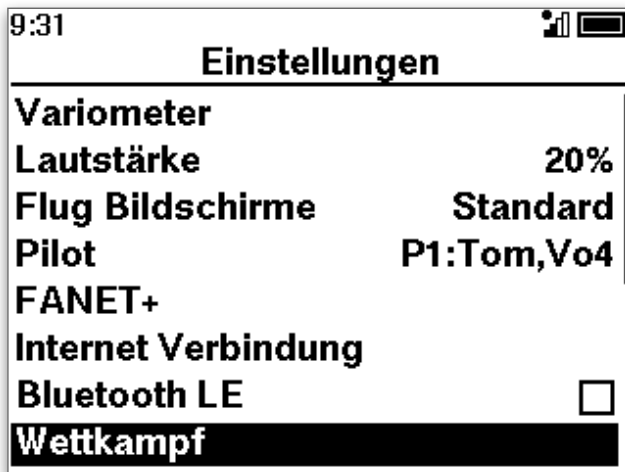 9:31
Einstellungen
Variometer
Lautstärke 20%
Flug Bildschirme Standard
Pilot P1:Tom,Vo4
FANET+
Internet Verbindung
Bluetooth LE
Wettkampf